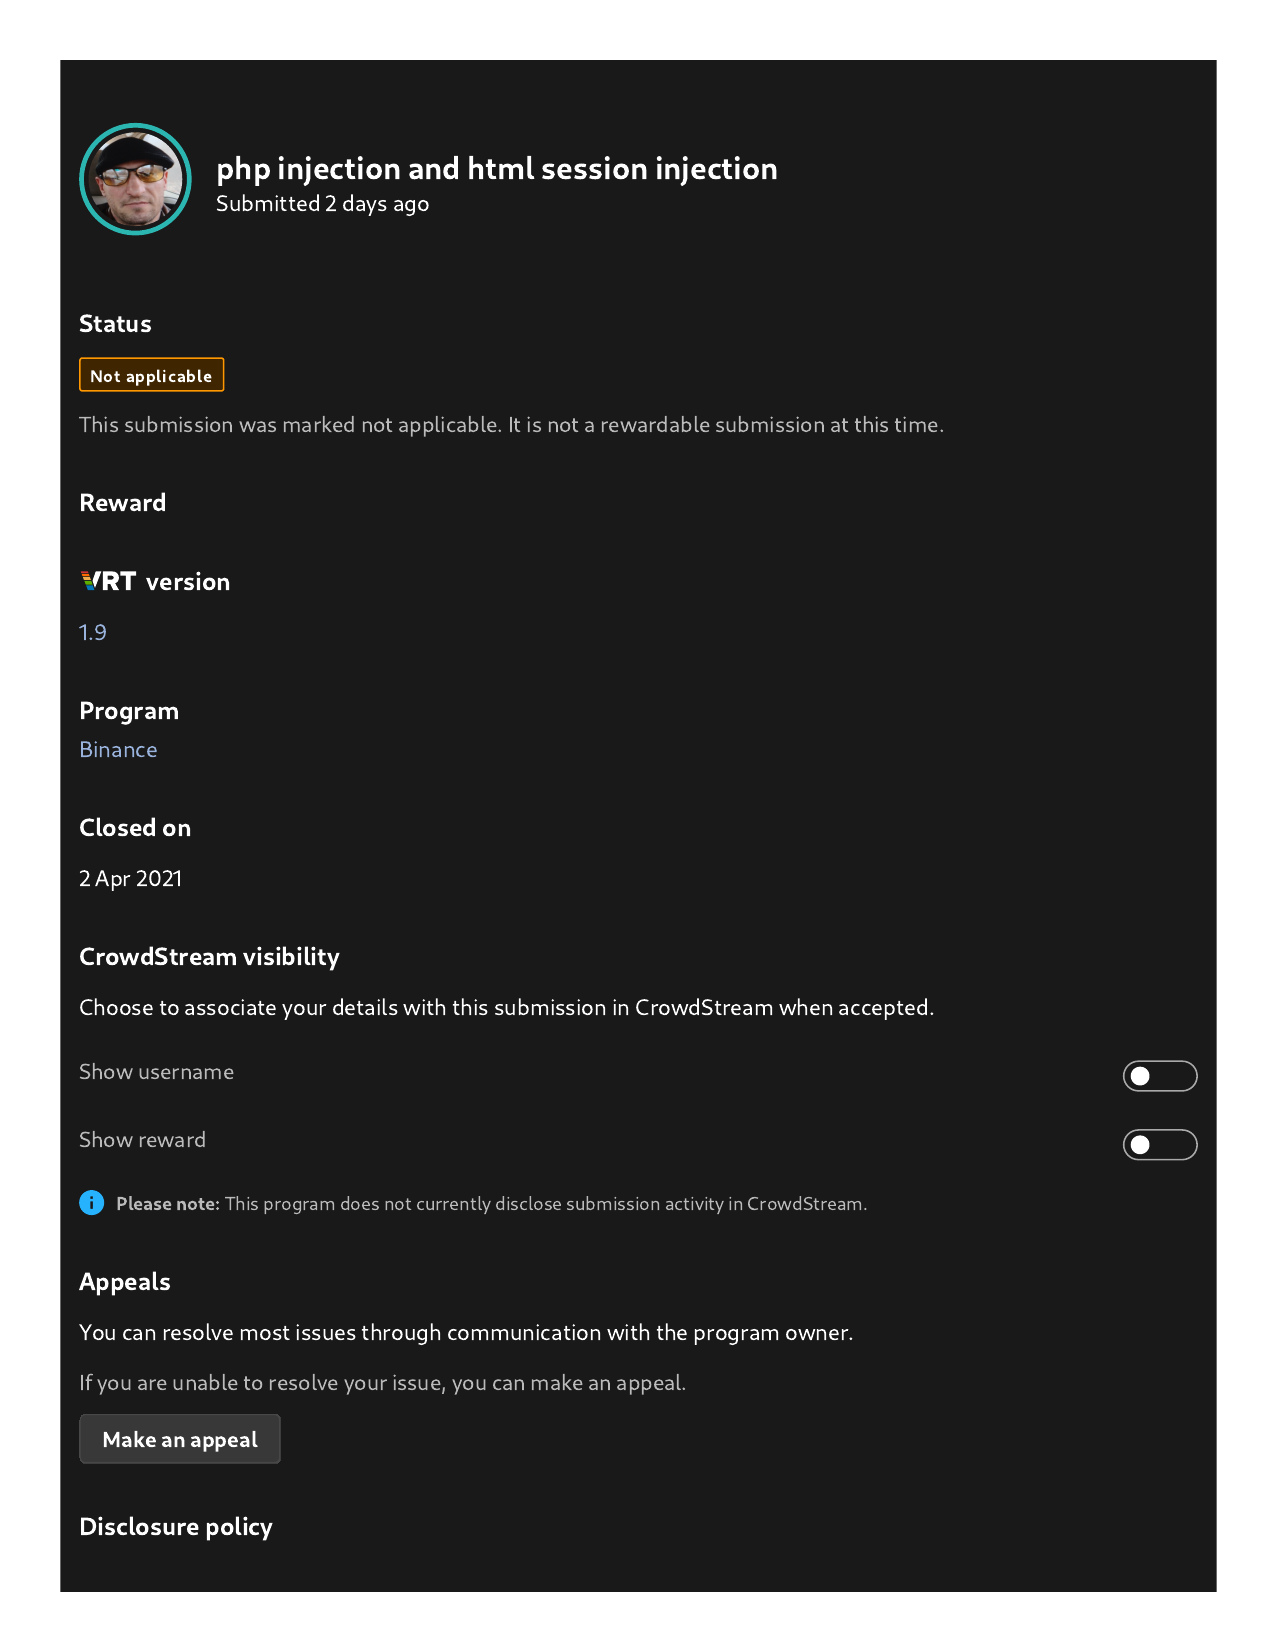 php injection and html session injection
Submitted 2 days ago
Status
Not applicable
This submission was marked not applicable. It is not a rewardable submission at this time.
Reward
VRT version
1.9
Program
Binance
Closed on
2 Apr 2021
CrowdStream visibility
Choose to associate your details with this submission in CrowdStream when accepted.
Show username
Show reward
Please note: This program does not currently disclose submission activity in CrowdStream.
Appeals
You can resolve most issues through communication with the program owner.
If you are unable to resolve your issue, you can make an appeal.
Make an appeal
Disclosure policy